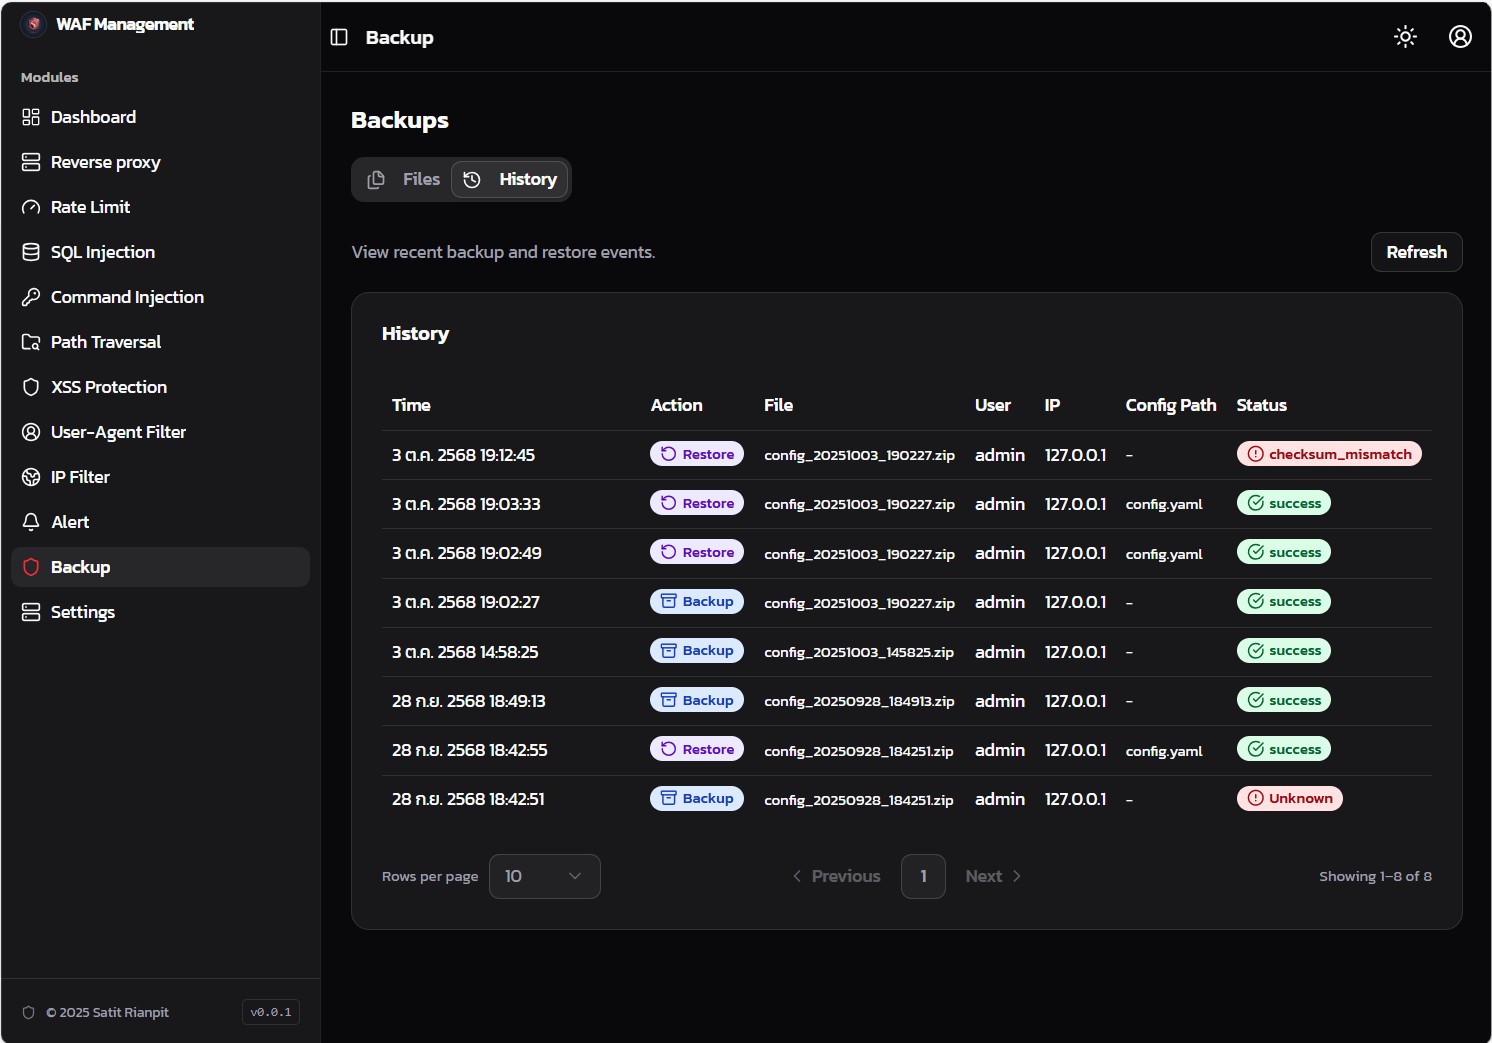 WAF Management
Modules
Dashboard
Reverse proxy
Rate Limit
SQL Injection
Command Injection
Path Traversal
XSS Protection
User-Agent Filter
IP Filter
Alert
Backup
Settings
© 2025 Satit Rianpit v0.0.1
Backup
Backups
Files History
View recent backup and restore events. Refresh
History
Time Action File User IP Config Path Status
3 ต.ค. 2568 19:12:45 Restore config_20251003_190227.zip admin 127.0.0.1 - checksum_mismatch
3 ต.ค. 2568 19:03:33 Restore config_20251003_190227.zip admin 127.0.0.1 config.yaml success
3 ต.ค. 2568 19:02:49 Restore config_20251003_190227.zip admin 127.0.0.1 config.yaml success
3 ต.ค. 2568 19:02:27 Backup config_20251003_190227.zip admin 127.0.0.1 - success
3 ต.ค. 2568 14:58:25 Backup config_20251003_145825.zip admin 127.0.0.1 - success
28 ก.ย. 2568 18:49:13 Backup config_20250928_184913.zip admin 127.0.0.1 - success
28 ก.ย. 2568 18:42:55 Restore config_20250928_184251.zip admin 127.0.0.1 config.yaml success
28 ก.ย. 2568 18:42:51 Backup config_20250928_184251.zip admin 127.0.0.1 - Unknown
Rows per page 10 Previous 1 Next Showing 1–8 of 8